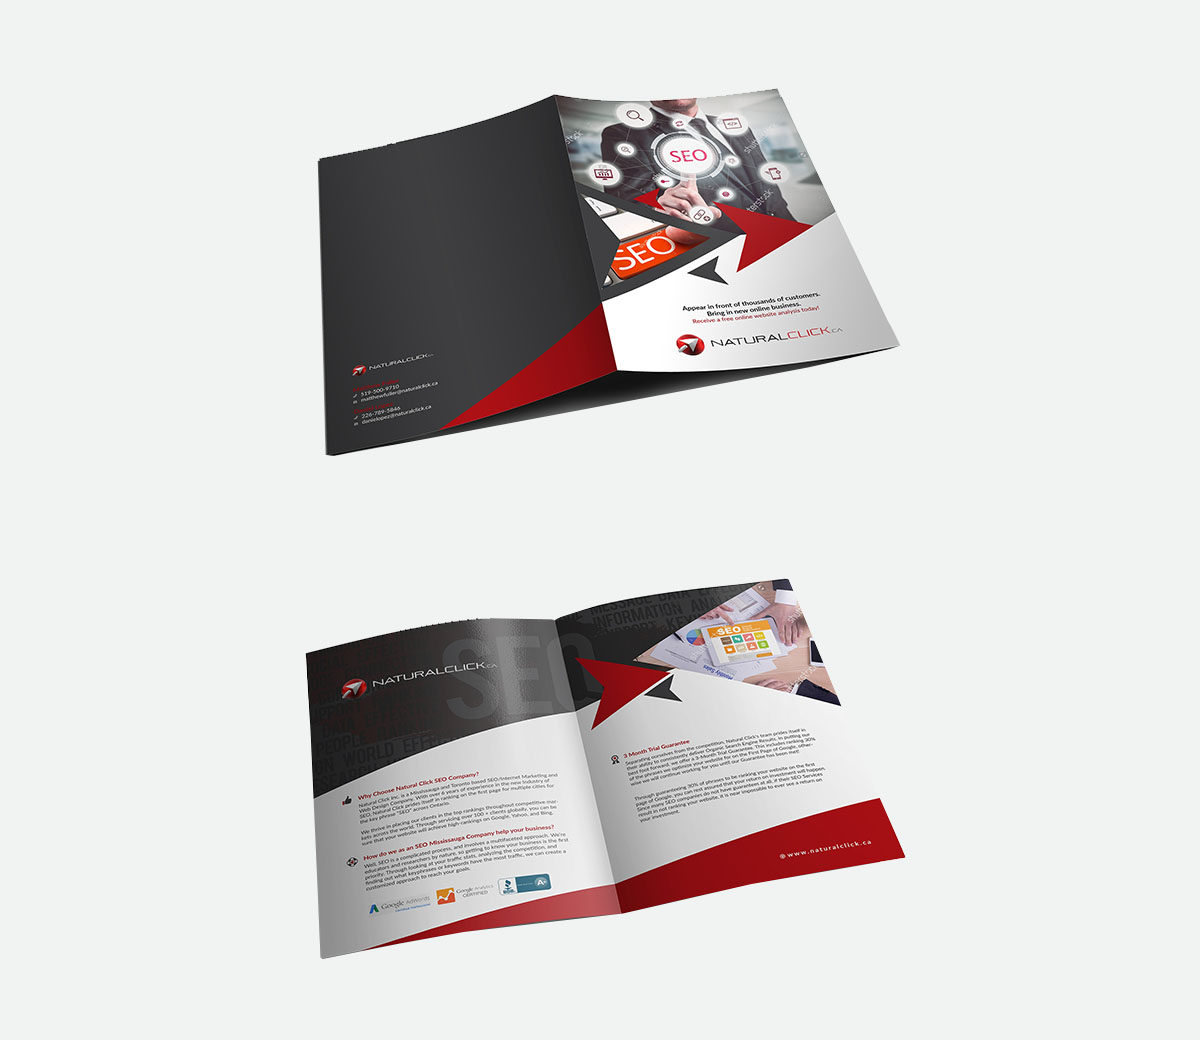 SEO
SEO
Appear in front of thousands of customers.
Bring in new online business.
Receive a free online website analysis today!
NATURALCLICK.CA
NATURALCLICK.CA
519-500-9710
matthewfuller@naturalclick.ca
226-789-5846
danielopez@naturalclick.ca
NATURALCLICK.CA
SEO
Why Choose Natural Click SEO Company?
Natural Click Inc. is a Mississauga and Toronto based SEO/Internet Marketing and
Web Design Company. With over 6 years of experience in the new Industry of
SEO, Natural Click prides itself in ranking on the first page for multiple cities for
the key phrase "SEO" across Ontario.
We thrive in placing our clients in the top rankings throughout competitive mar-
kets across the world. Through servicing over 100 + clients globally, you can be
sure that your website will achieve high-rankings on Google, Yahoo, and Bing.
How do we as an SEO Mississauga Company help your business?
Well, SEO is a complicated process, and involves a multifaceted approach. We're
educators and researchers by nature, so getting to know your business is the first
priority. Through looking at your traffic stats, analyzing the competition, and
finding out what keyphrases or keywords have the most traffic, we can create a
customized approach to reach your goals.
Google AdWords
Google Analytics
CERTIFIED
BBB
A+
MESSAGE DATA
INFORMATION
SEO
3 Month Trial Guarantee
Separating ourselves from the competition, Natural Click's team prides itself in
their ability to consistently deliver Organic Search Engine Results. In putting our
best foot forward, we offer a 3-Month Trial Guarantee. This includes ranking 30%
of the phrases we optimize your website for on the First Page of Google, other-
wise we will continue working for you until our Guarantee has been met!
Through guaranteeing 30% of phrases to be ranking your website on the first
page of Google, you can rest assured that your return on investment will happen.
Since many SEO companies do not have guarantees at all, if their SEO Services
result in not ranking your website, it is near impossible to ever see a return on
your investment.
www.naturalclick.ca